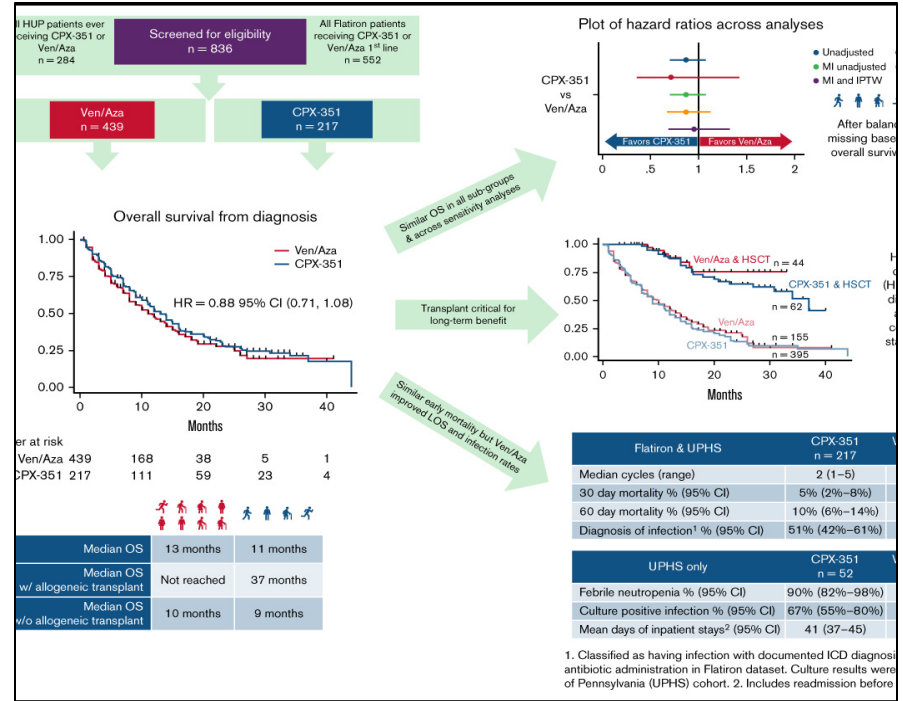 ll HUP patients ever
ceiving CPX-351 or
Ven/Aza
n = 284
Screened for eligibility
n = 836
All Flatiron patients
receiving CPX-351 or
Ven/Aza 1st line
n = 552
Ven/Aza
n = 439
CPX-351
n = 217
Overall survival from diagnosis
1.00
0.75
0.50
0.25
0.00
Ven/Aza
CPX-351
HR = 0.88 95% CI (0.71, 1.08)
0 10 20 30 40
Months
er at risk
Ven/Aza 439 168 38 5 1
CPX-351 217 111 59 23 4
Median OS 13 months 11 months
Median OS
w/ allogeneic transplant Not reached 37 months
Median OS
w/o allogeneic transplant 10 months 9 months
Similar OS in all sub-groups
& across sensitivity analyses
Transplant critical for
long-term benefit
Similar early mortality but Ven/Aza
improved LOS and infection
rates
Plot of hazard ratios across analyses
CPX-351
vs
Ven/Aza
Unadjusted
MI unadjusted
MI and IPTW
Favors CPX-351 Favors Ven/Aza
0 .5 1 1.5 2
After balanc
missing base
overall surviv
1.00
0.75
0.50
0.25
0.00
Ven/Aza & HSCT n = 44
CPX-351 & HSCT
n = 62
Ven/Aza
n = 155
CPX-351
n = 395
0 10 20 30 40
Months
H
c
(H
di
a
c
sta
Flatiron & UPHS CPX-351
n = 217
Median cycles (range) 2 (1–5)
30 day mortality % (95% CI) 5% (2%–8%)
60 day mortality % (95% CI) 10% (6%–14%)
Diagnosis of infection1 % (95% CI) 51% (42%–61%)
UPHS only CPX-351
n = 52
Febrile neutropenia % (95% CI) 90% (82%–98%)
Culture positive infection % (95% CI) 67% (55%–80%)
Mean days of inpatient stays2 (95% CI) 41 (37–45)
1. Classified as having infection with documented ICD diagnosi
antibiotic administration in Flatiron dataset. Culture results were
of Pennsylvania (UPHS) cohort. 2. Includes readmission before